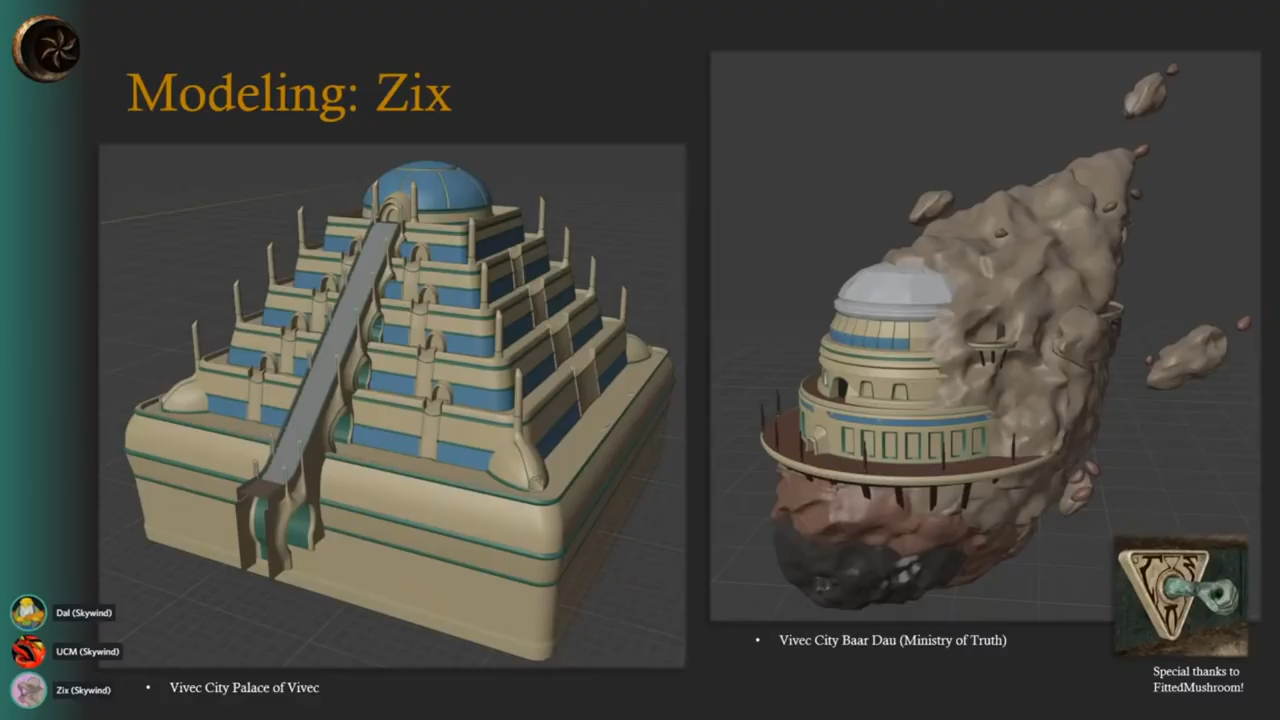 Modeling: Zix
Vivec City Baar Dau (Ministry of Truth)
Special thanks to
FittedMushroom!
Dal (Skywind)
UCM (Skywind)
Zix (Skywind)
• Vivec City Palace of Vivec